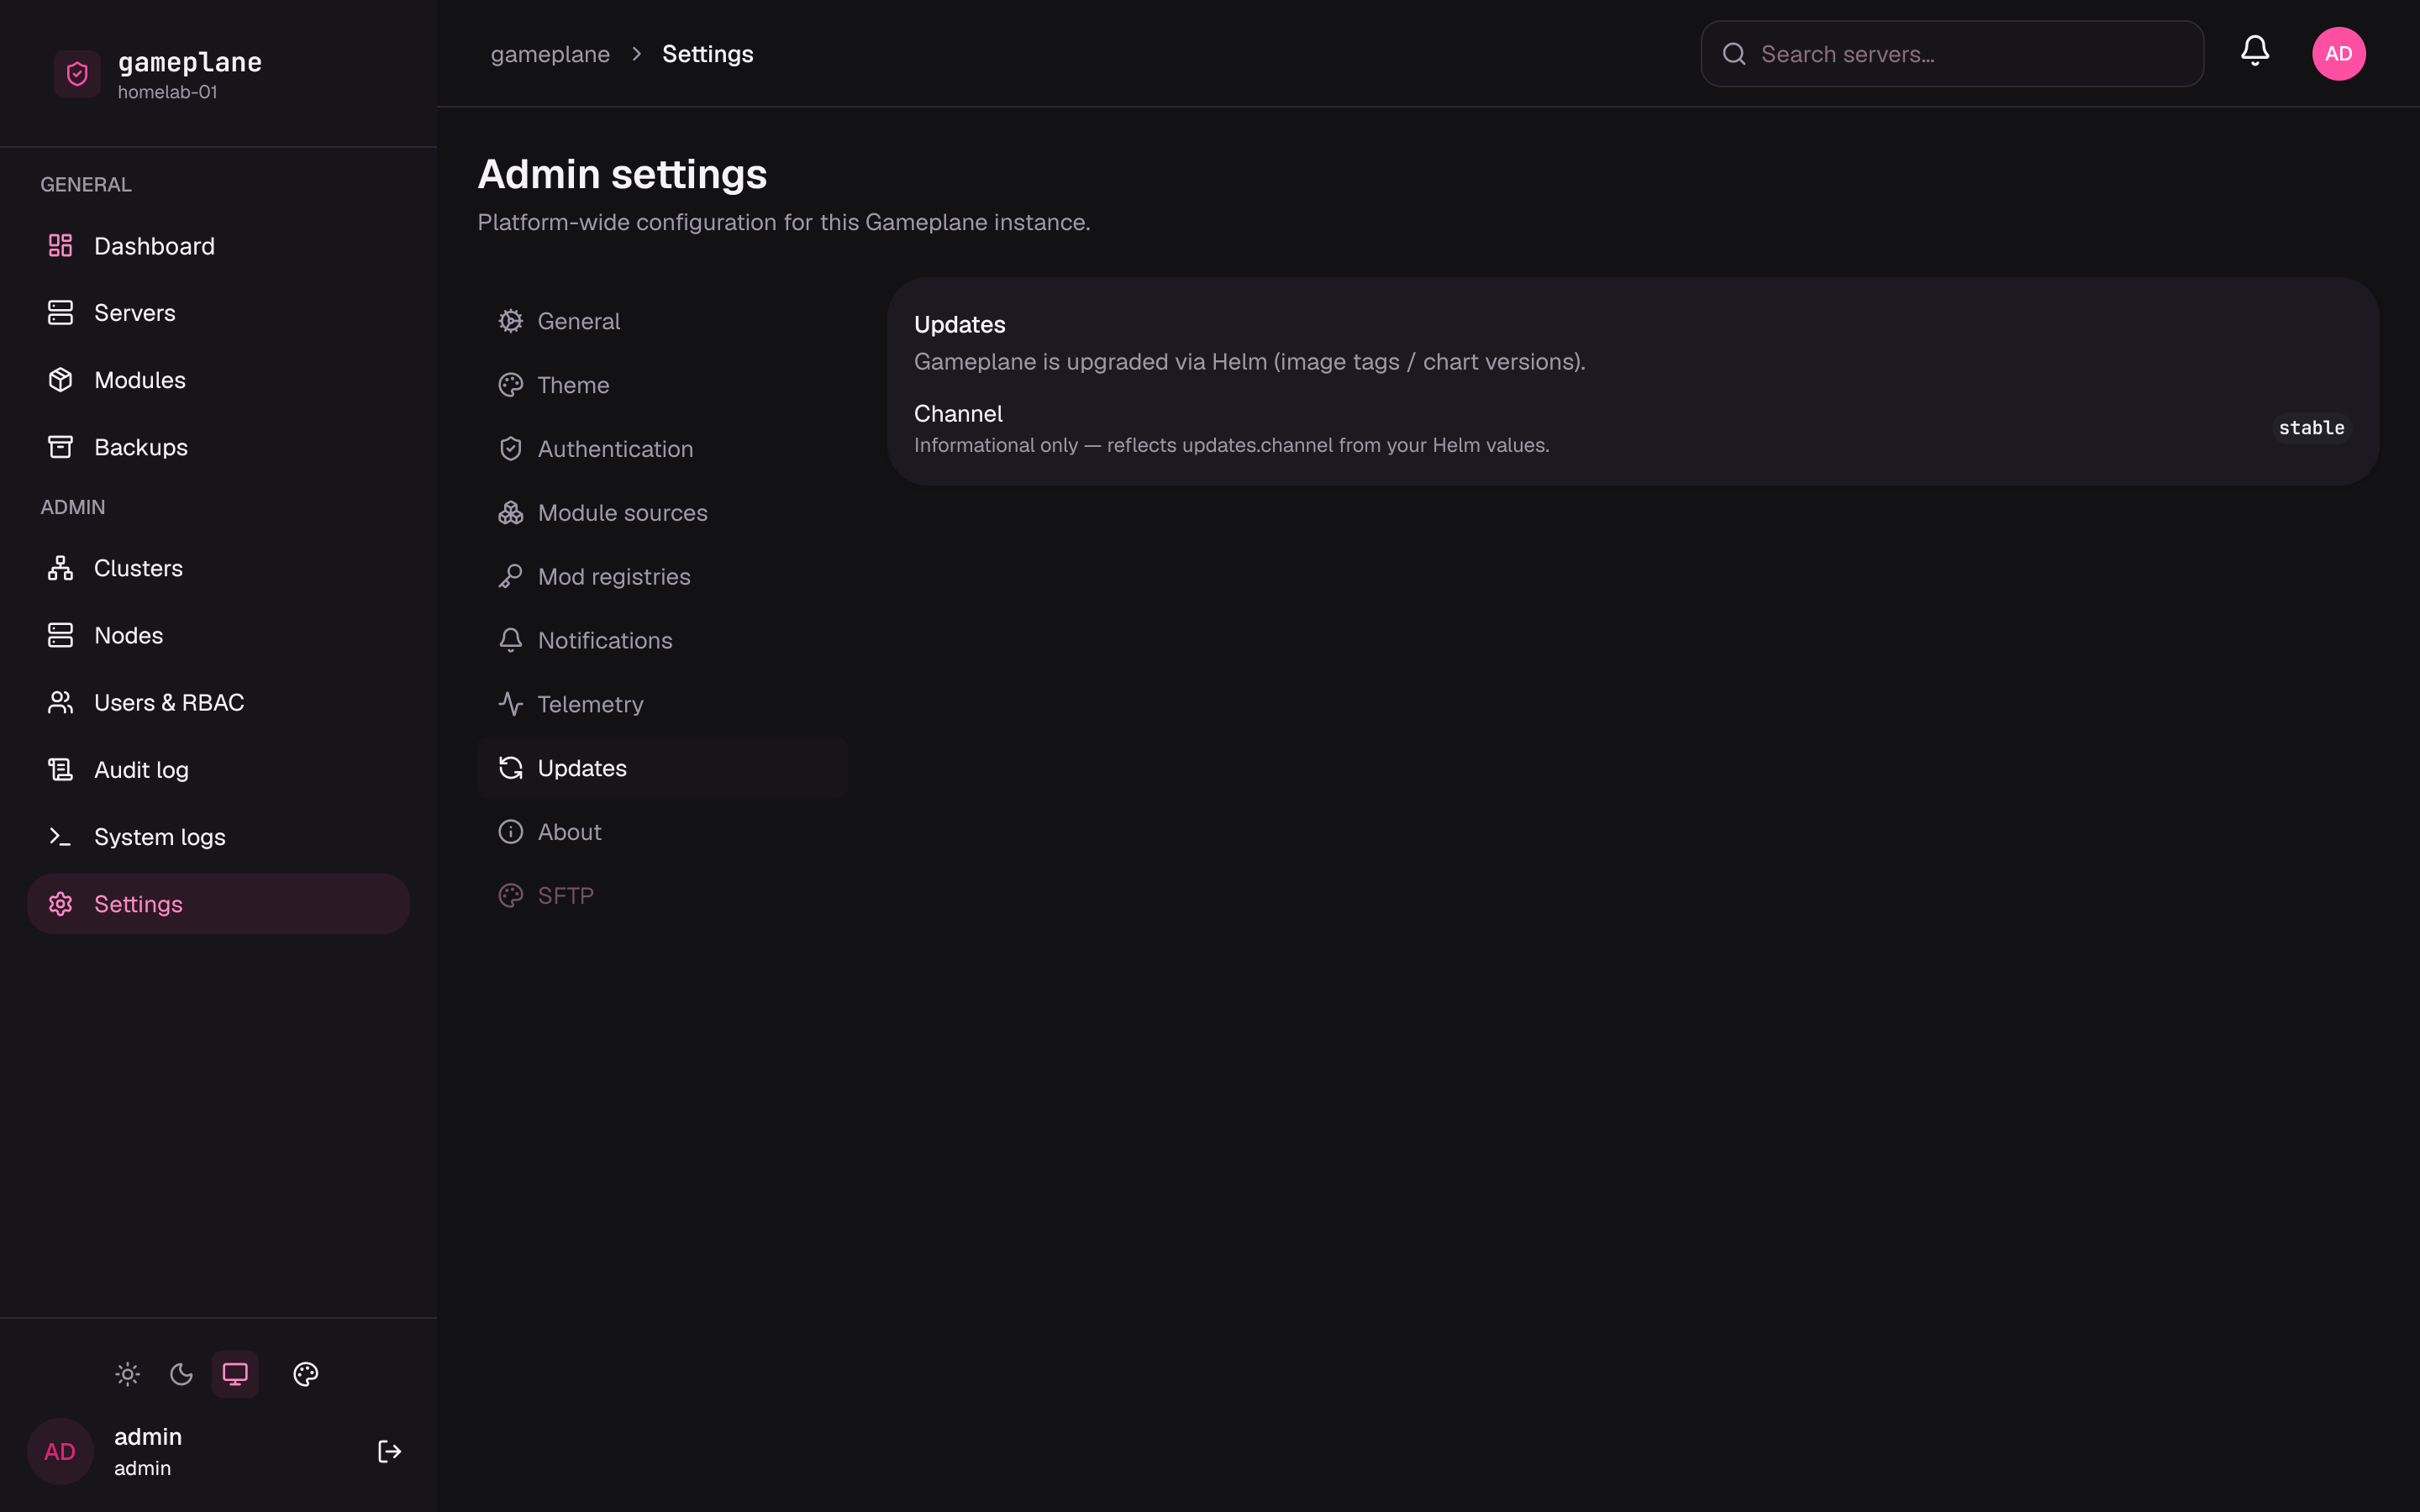 gameplane
homelab-01
GENERAL
Dashboard
Servers
Modules
Backups
ADMIN
Clusters
Nodes
Users & RBAC
Audit log
System logs
Settings
AD
admin
admin
gameplane
Settings
Search servers...
AD
Admin settings
Platform-wide configuration for this Gameplane instance.
General
Theme
Authentication
Module sources
Mod registries
Notifications
Telemetry
Updates
About
SFTP
Updates
Gameplane is upgraded via Helm (image tags / chart versions).
Channel
Informational only — reflects updates.channel from your Helm values.
stable